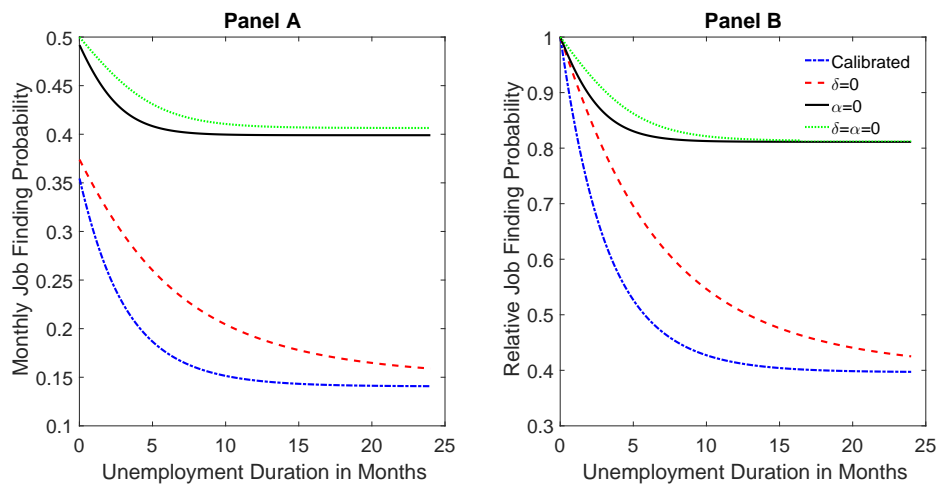 Panel A
Monthly Job Finding Probability
0.5
0.45
0.4
0.35
0.3
0.25
0.2
0.15
0.1
0 5 10 15 20 25
Unemployment Duration in Months
Panel B
Relative Job Finding Probability
1
0.9
0.8
0.7
0.6
0.5
0.4
0.3
0 5 10 15 20 25
Unemployment Duration in Months
Calibrated
δ=0
α=0
δ=α=0